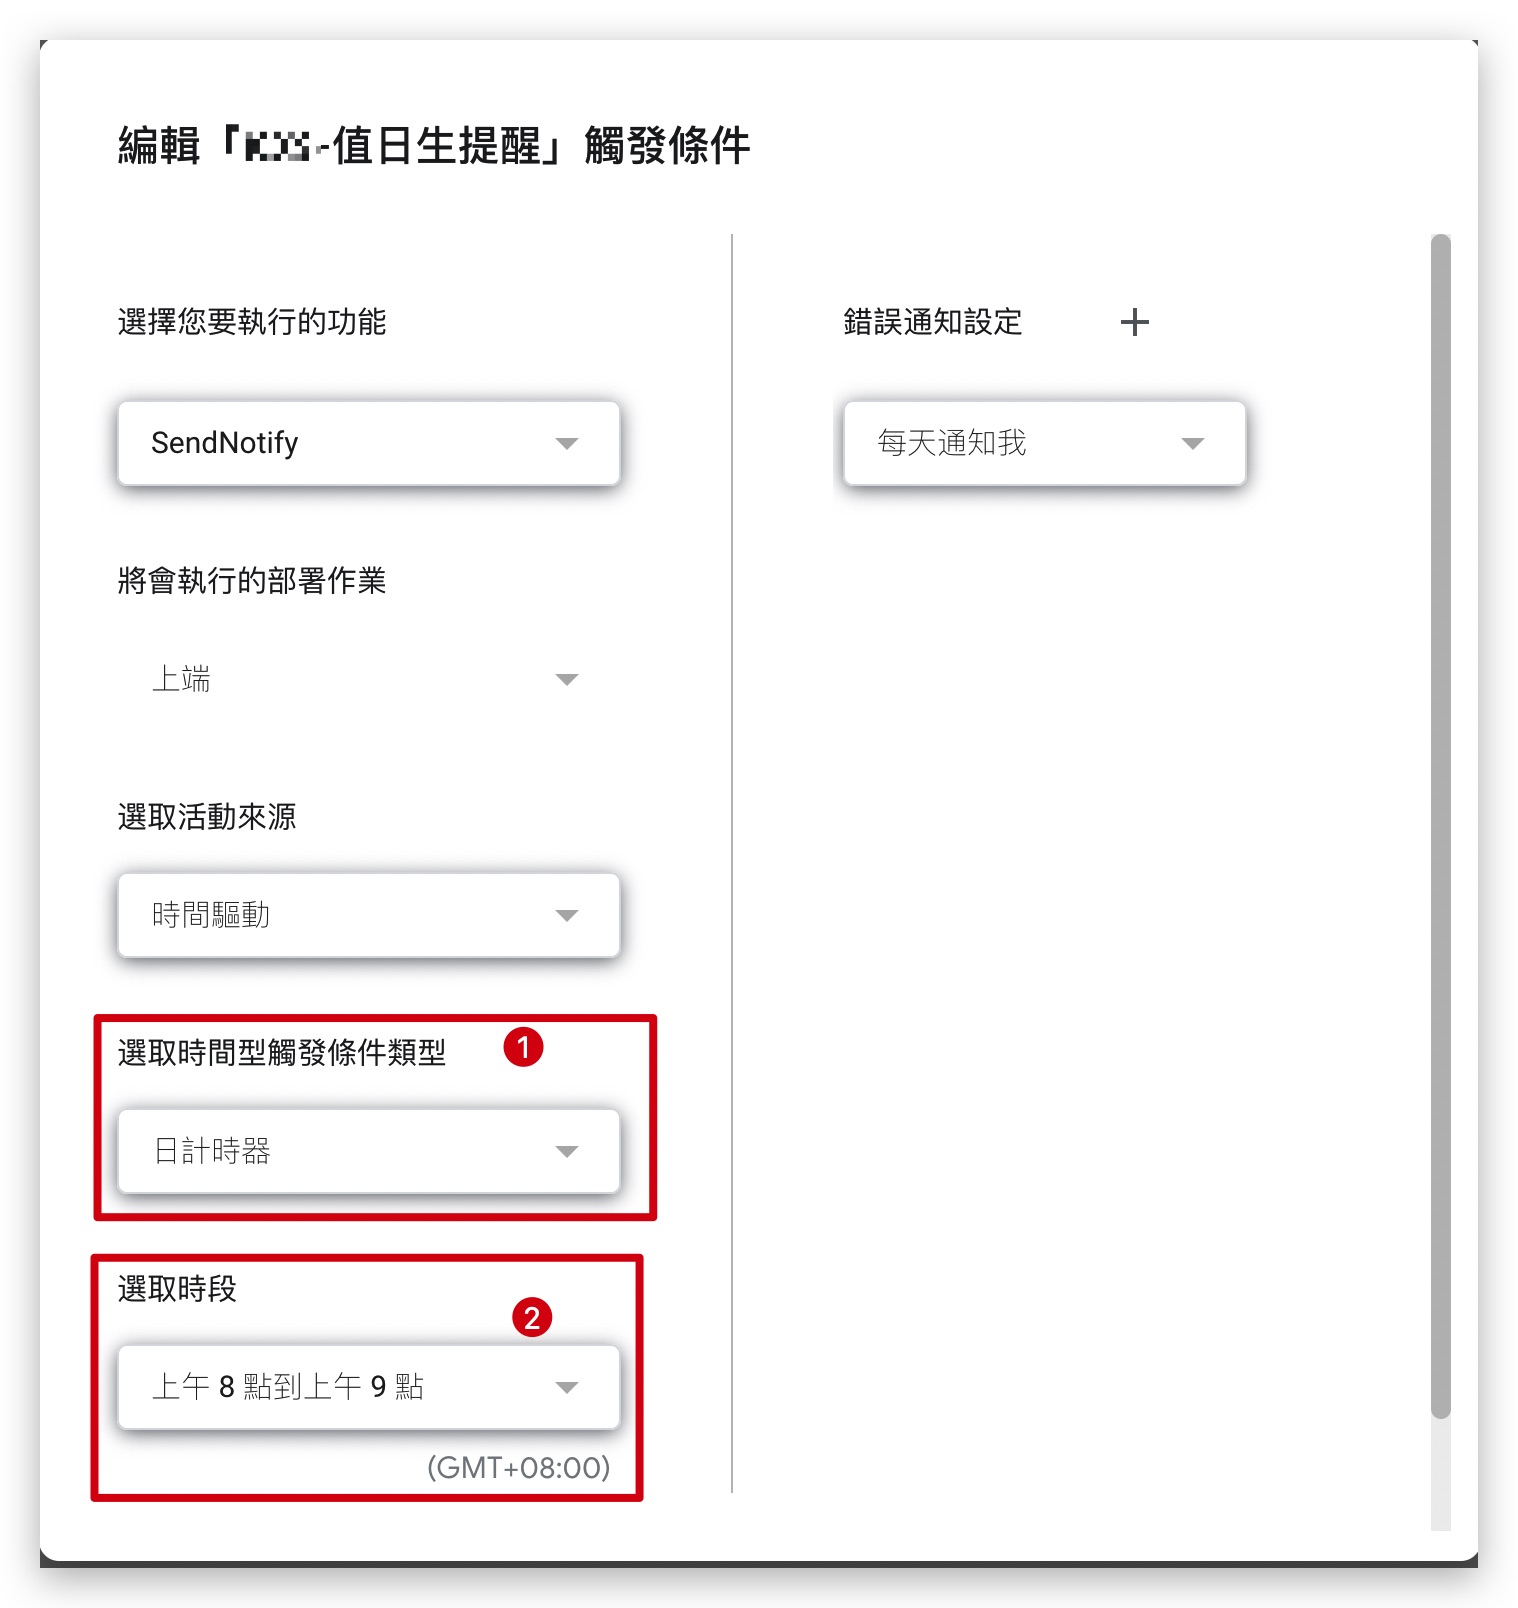 編輯「-值日生提醒」觸發條件
選擇您要執行的功能
SendNotify
將會執行的部署作業
上端
選取活動來源
時間驅動
選取時間型觸發條件類型
1
日計時器
選取時段
2
上午 8 點到上午 9 點
(GMT+08:00)
錯誤通知設定
每天通知我